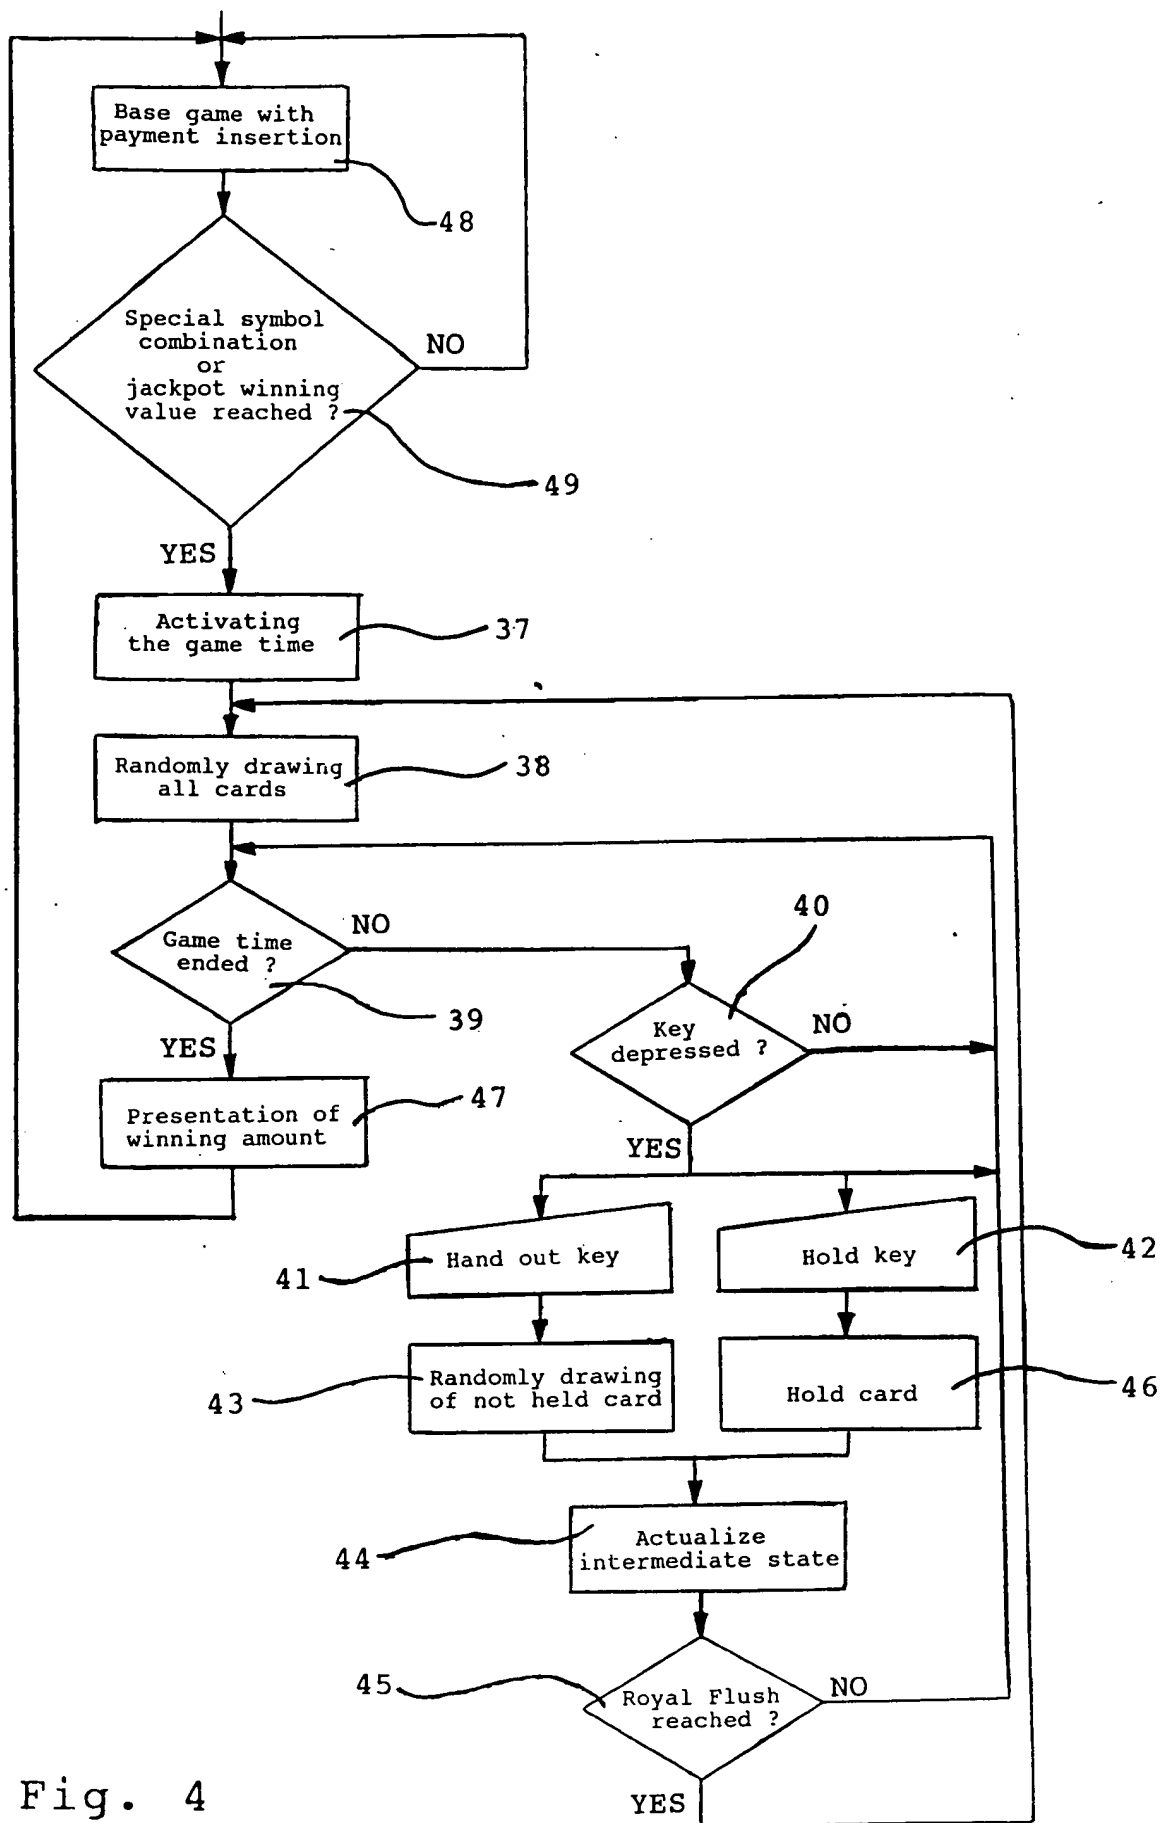 Base game with
payment insertion
48
Special symbol
combination
or
jackpot winning
value reached ?
NO
49
YES
Activating
the game time
37
Randomly drawing
all cards
38
Game time
ended ?
NO
39
40
Key
depressed ?
NO
YES
Presentation of
winning amount
47
YES
Hand out key
41
Hold key
42
Randomly drawing
of not held card
43
Hold card
46
Actualize
intermediate state
44
Royal Flush
reached ?
45
NO
YES
Fig. 4